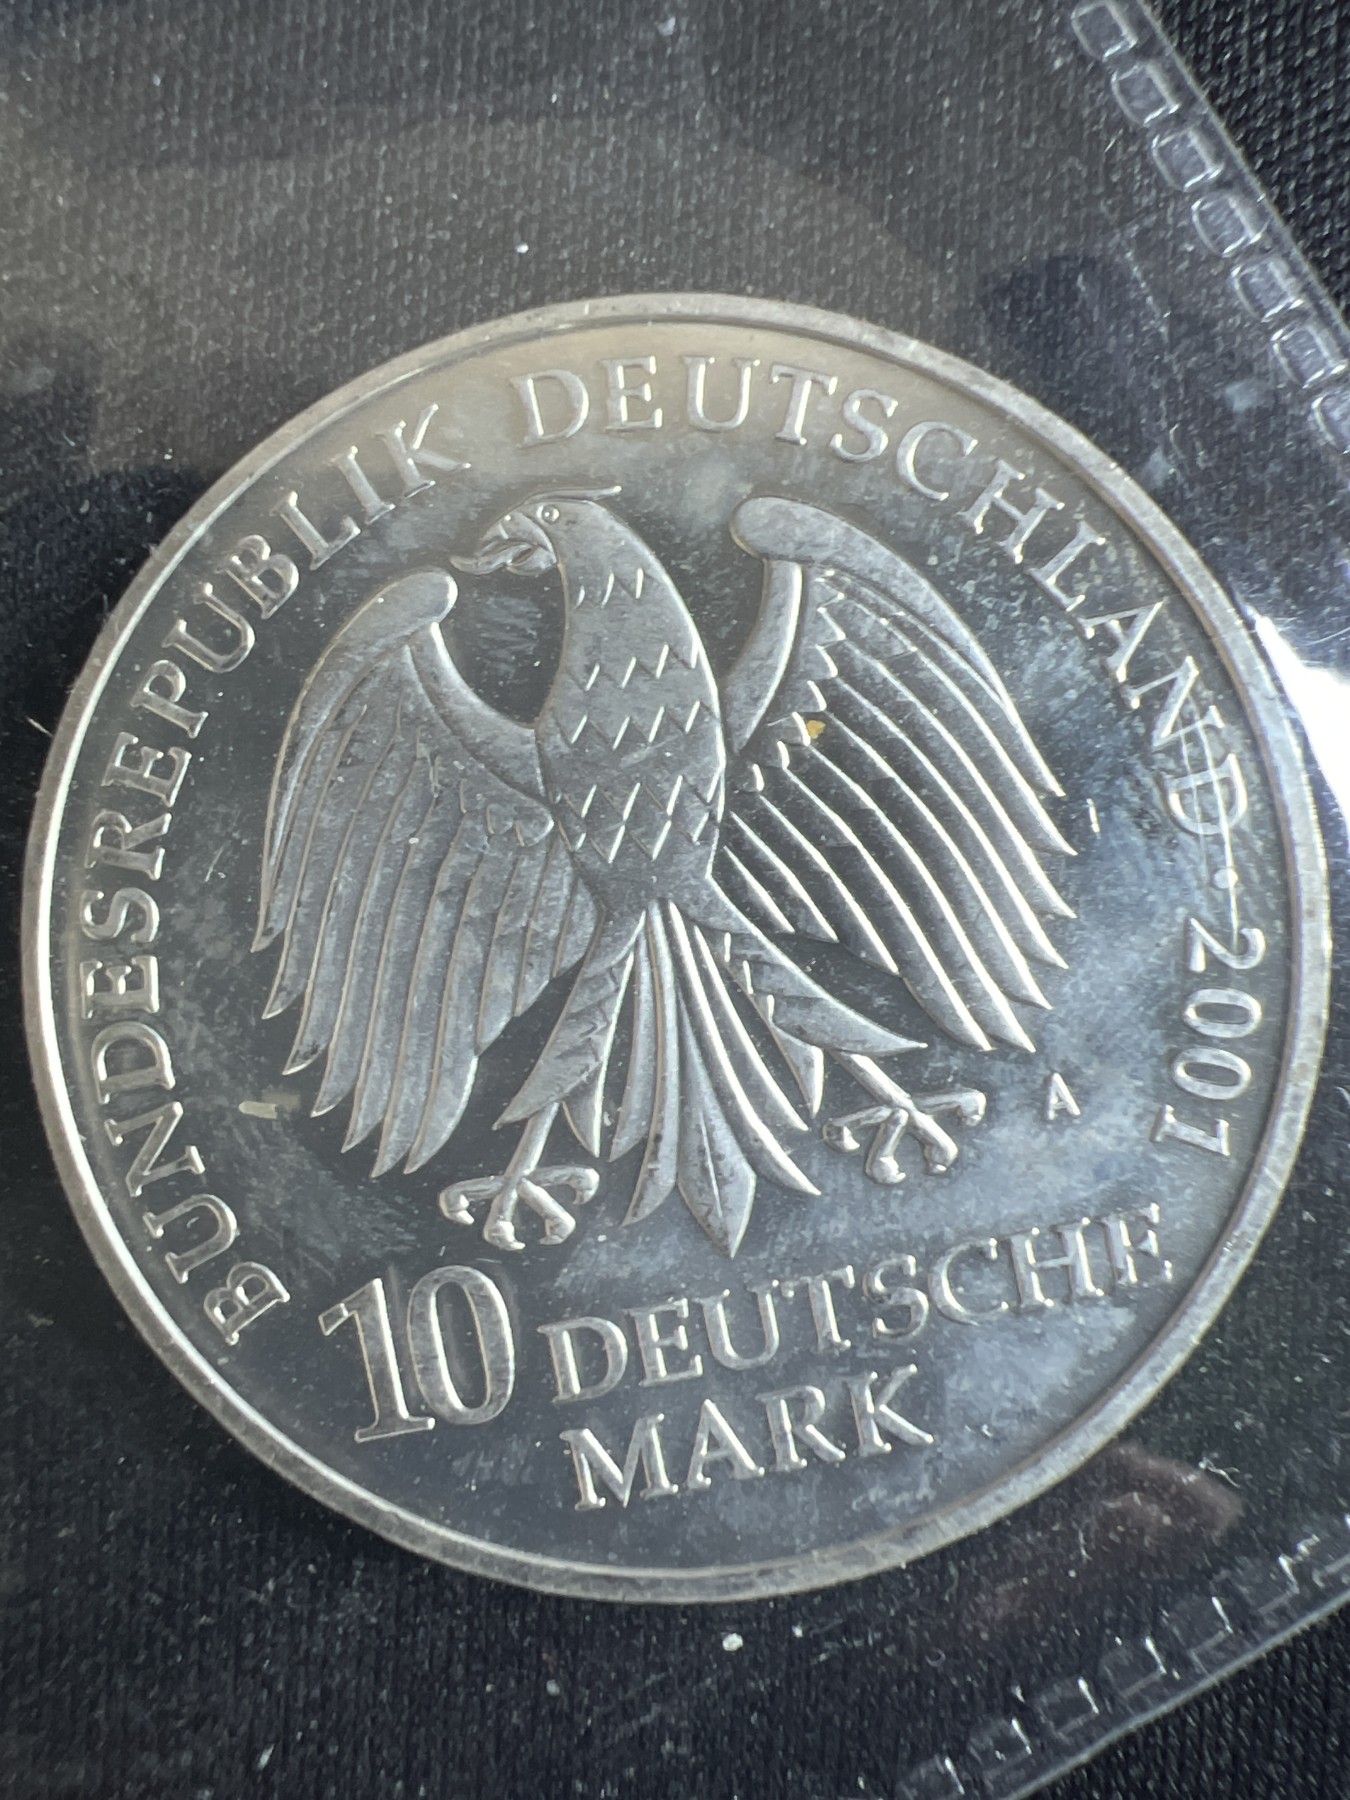 BUNDESREPUBLIK DEUTSCHLAND · 2001
A
10 DEUTSCHE
MARK